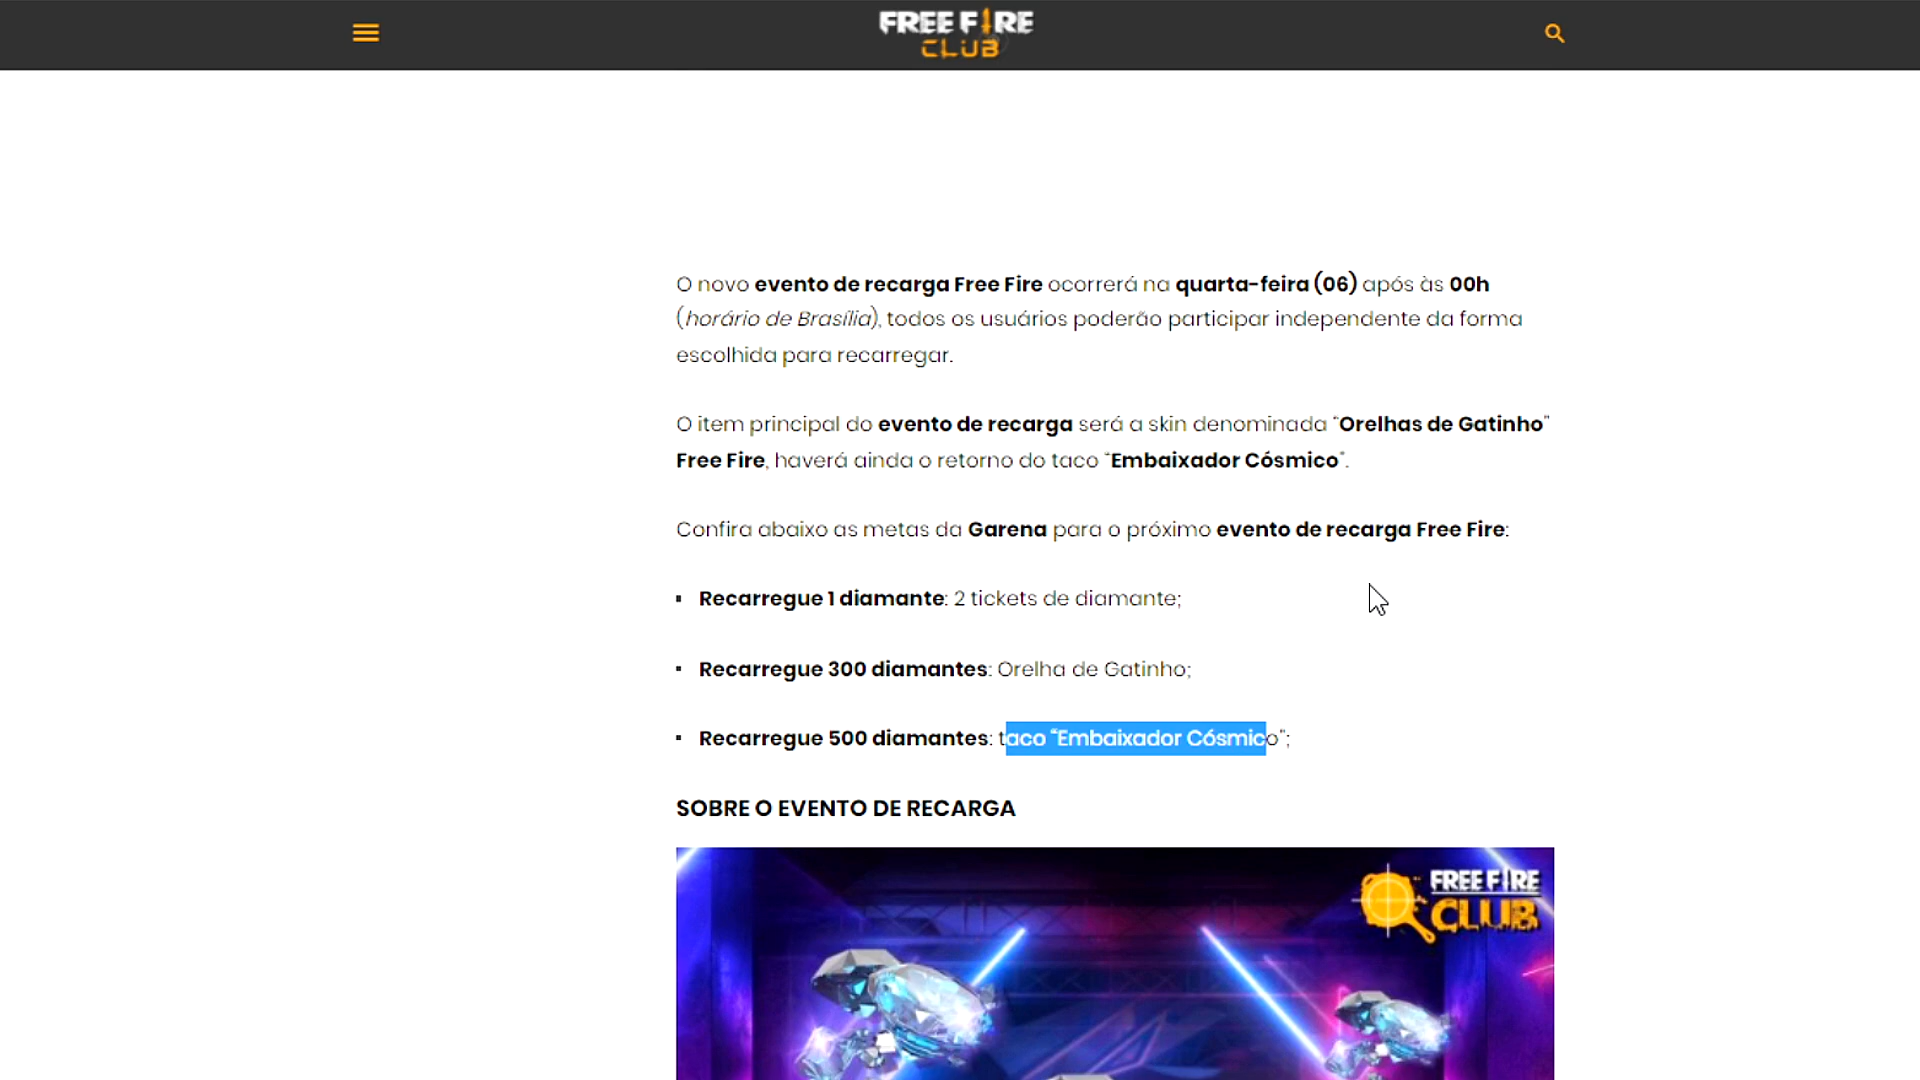 FREE FIRE
CLUB
O novo evento de recarga Free Fire ocorrerá na quarta-feira (06) após às 00h
(horário de Brasília), todos os usuários poderão participar independente da forma
escolhida para recarregar.
O item principal do evento de recarga será a skin denominada “Orelhas de Gatinho”
Free Fire, haverá ainda o retorno do taco “Embaixador Cósmico”.
Confira abaixo as metas da Garena para o próximo evento de recarga Free Fire:
▪ Recarregue 1 diamante: 2 tickets de diamante;
▪ Recarregue 300 diamantes: Orelha de Gatinho;
▪ Recarregue 500 diamantes: taco “Embaixador Cósmico”;
SOBRE O EVENTO DE RECARGA
FREE FIRE
CLUB